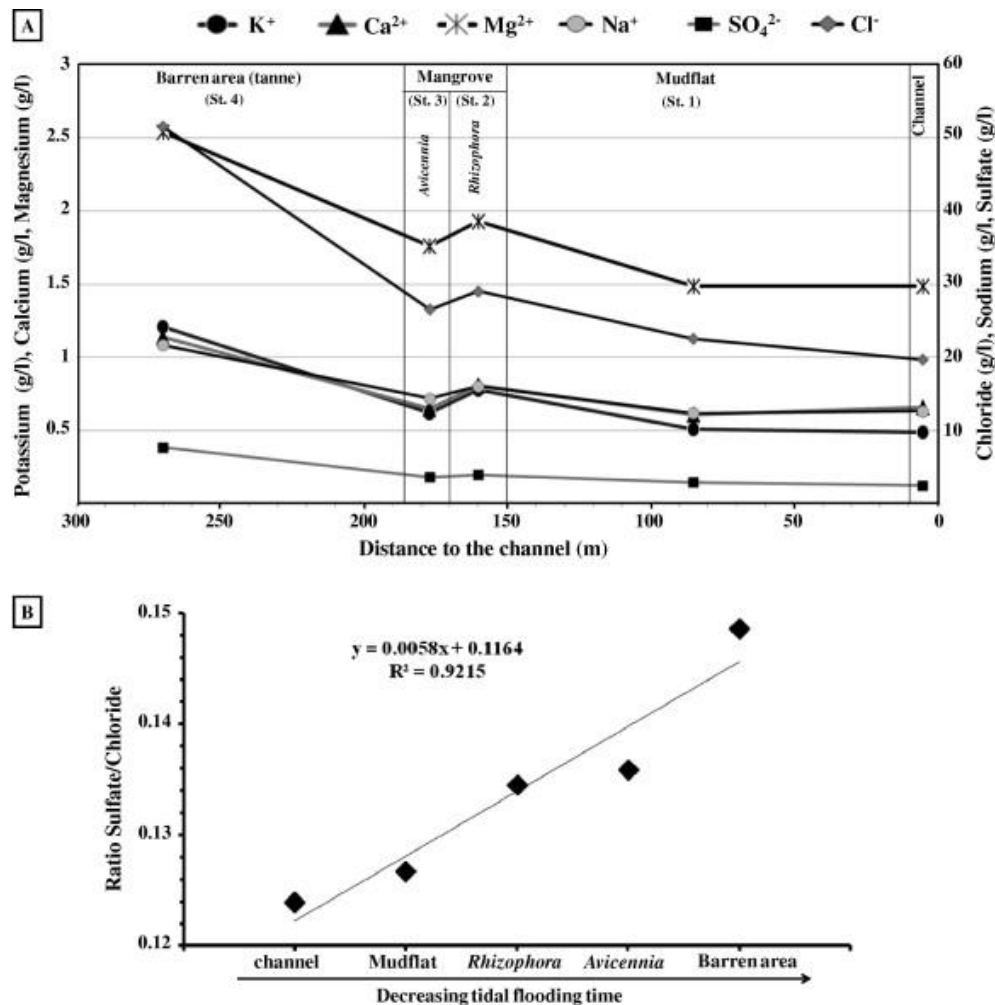 A
K⁺ Ca²⁺ Mg²⁺ Na⁺ SO₄²⁻ Cl⁻
Potassium (g/l), Calcium (g/l, Magnesium (g/l)
3
2.5
2
1.5
1
0.5
Barren area (tanne)
(St. 4)
Mangrove
(St. 3) (St. 2)
Avicennia
Rhizophora
Mudflat
(St. 1)
Channel
60
50
40
30
20
10
Chloride (g/l), Sodium (g/l, Sulfate (g/l)
300 250 200 150 100 50 0
Distance to the channel (m)
B
Ratio Sulfate/Chloride
0.15
0.14
0.13
0.12
y = 0.0058x + 0.1164
R² = 0.9215
channel Mudflat Rhizophora Avicennia Barren area
Decreasing tidal flooding time